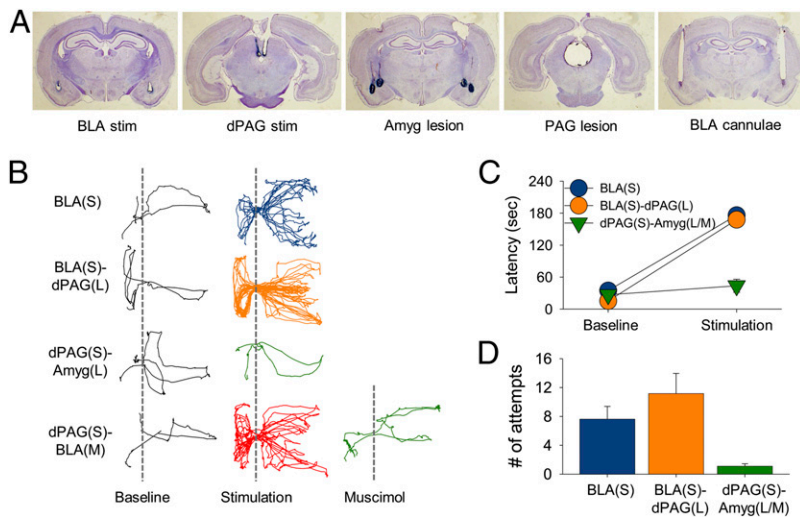 A
BLA stim
dPAG stim
Amyg lesion
PAG lesion
BLA cannulae
B
BLA(S)
BLA(S)-
dPAG(L)
dPAG(S)-
Amyg(L)
dPAG(S)-
BLA(M)
Baseline
Stimulation
Muscimol
C
Latency (sec)
240
180
120
60
0
BLA(S)
BLA(S)-dPAG(L)
dPAG(S)-Amyg(L/M)
Baseline
Stimulation
D
# of attempts
16
12
8
4
0
BLA(S)
BLA(S)-
dPAG(L)
dPAG(S)-
Amyg(L/M)